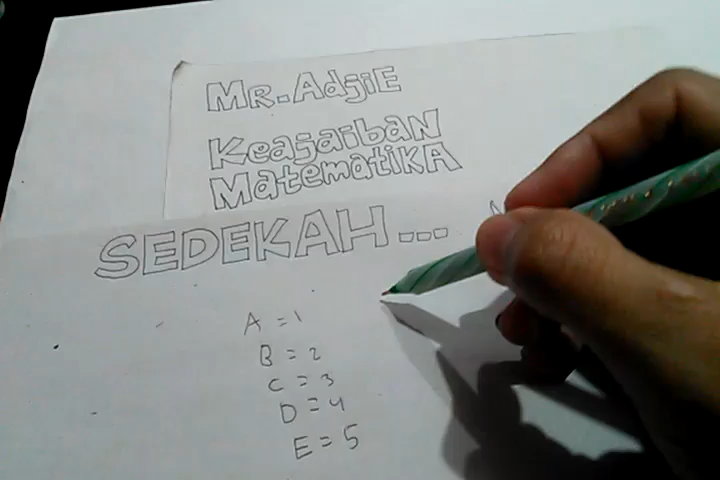 Mr. AdjiE
Keajaiban
Matematika
SEDEKAH...
A = 1
B = 2
C = 3
D = 4
E = 5